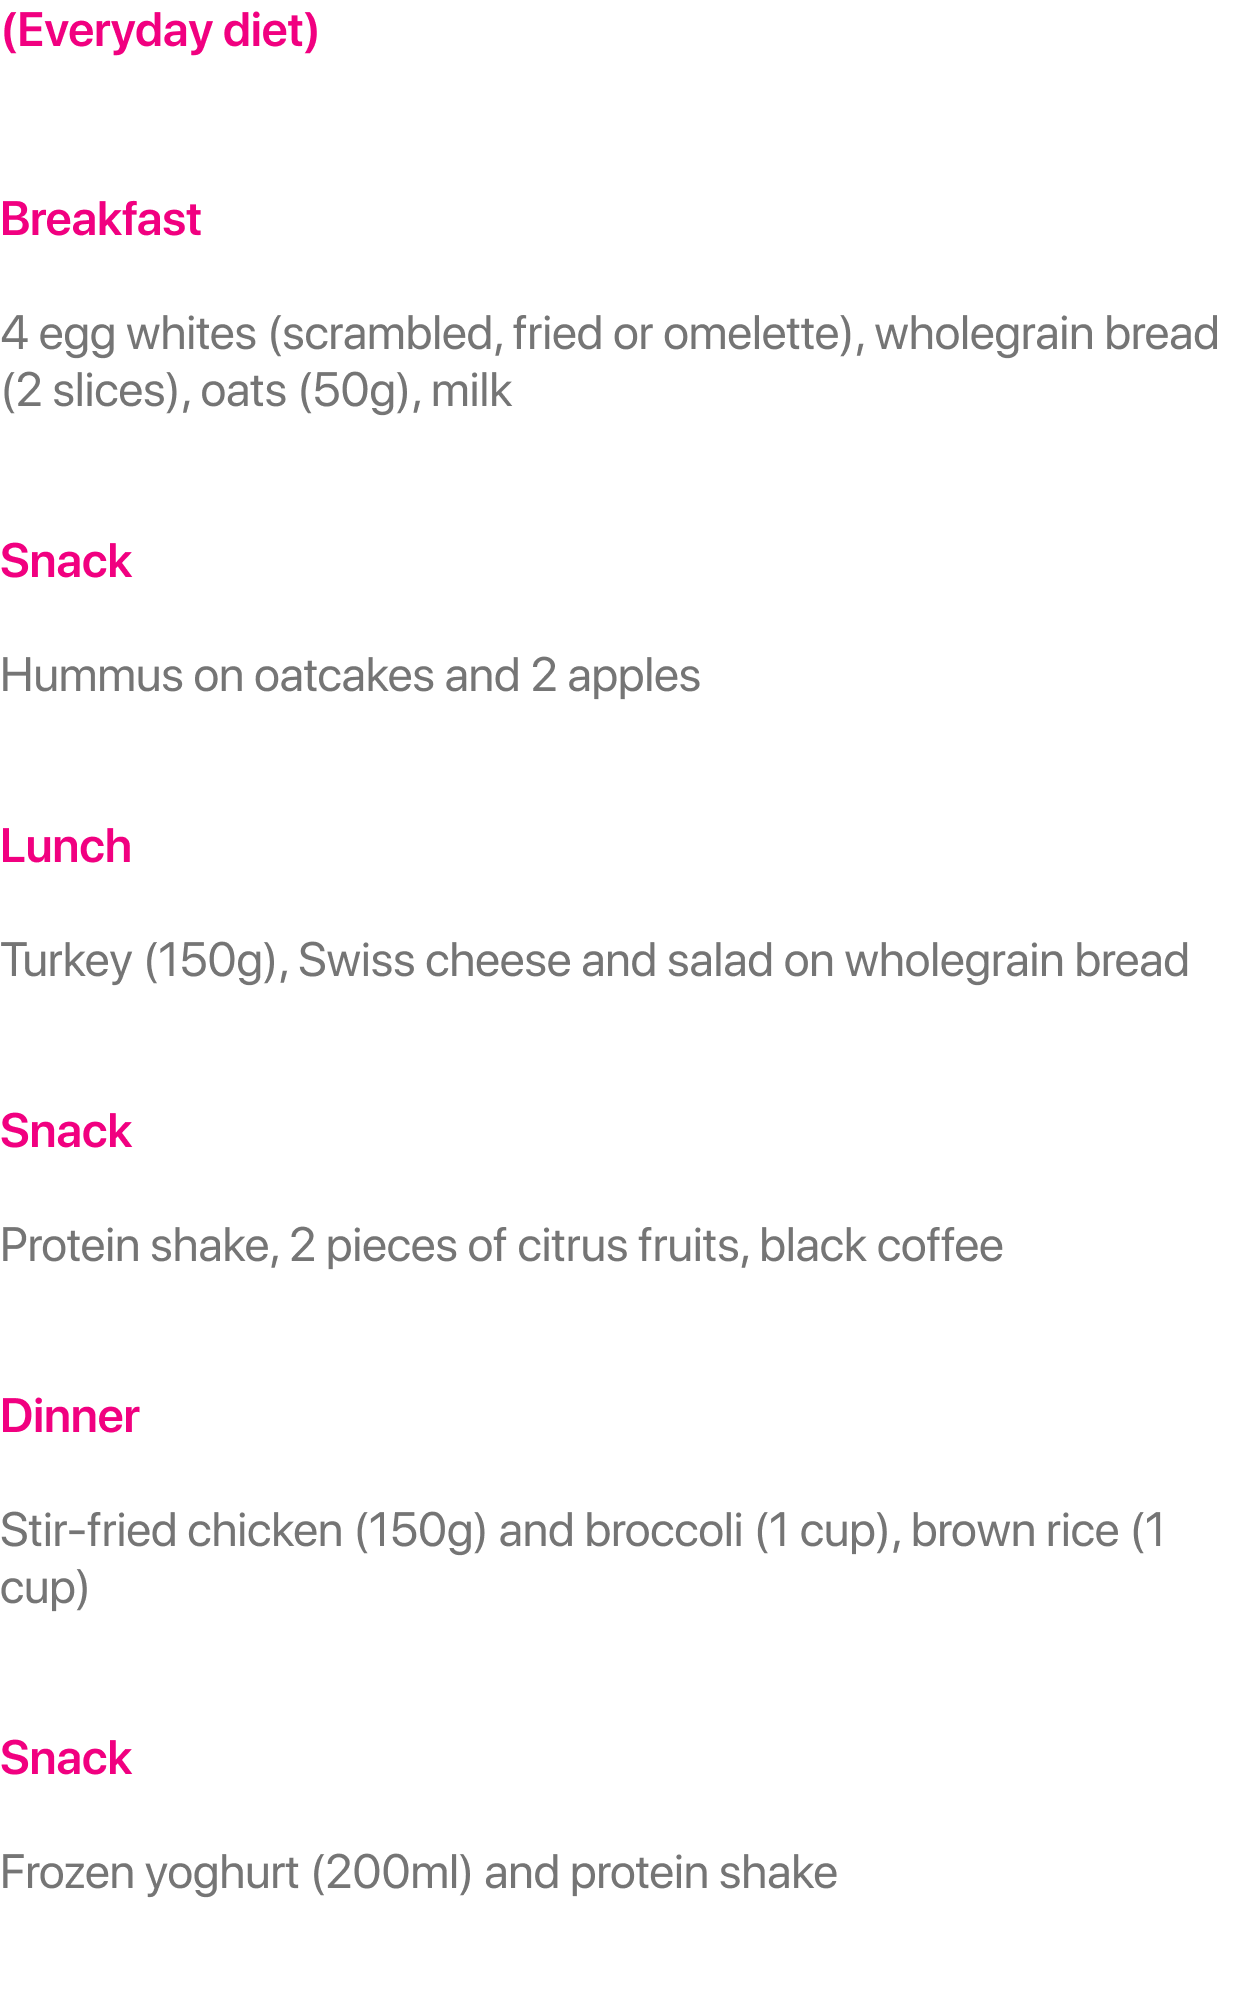 (Everyday diet)
Breakfast
4 egg whites (scrambled, fried or omelette), wholegrain bread
(2 slices), oats (50g), milk
Snack
Hummus on oatcakes and 2 apples
Lunch
Turkey (150g), Swiss cheese and salad on wholegrain bread
Snack
Protein shake, 2 pieces of citrus fruits, black coffee
Dinner
Stir-fried chicken (150g) and broccoli (1 cup), brown rice (1
cup)
Snack
Frozen yoghurt (200ml) and protein shake